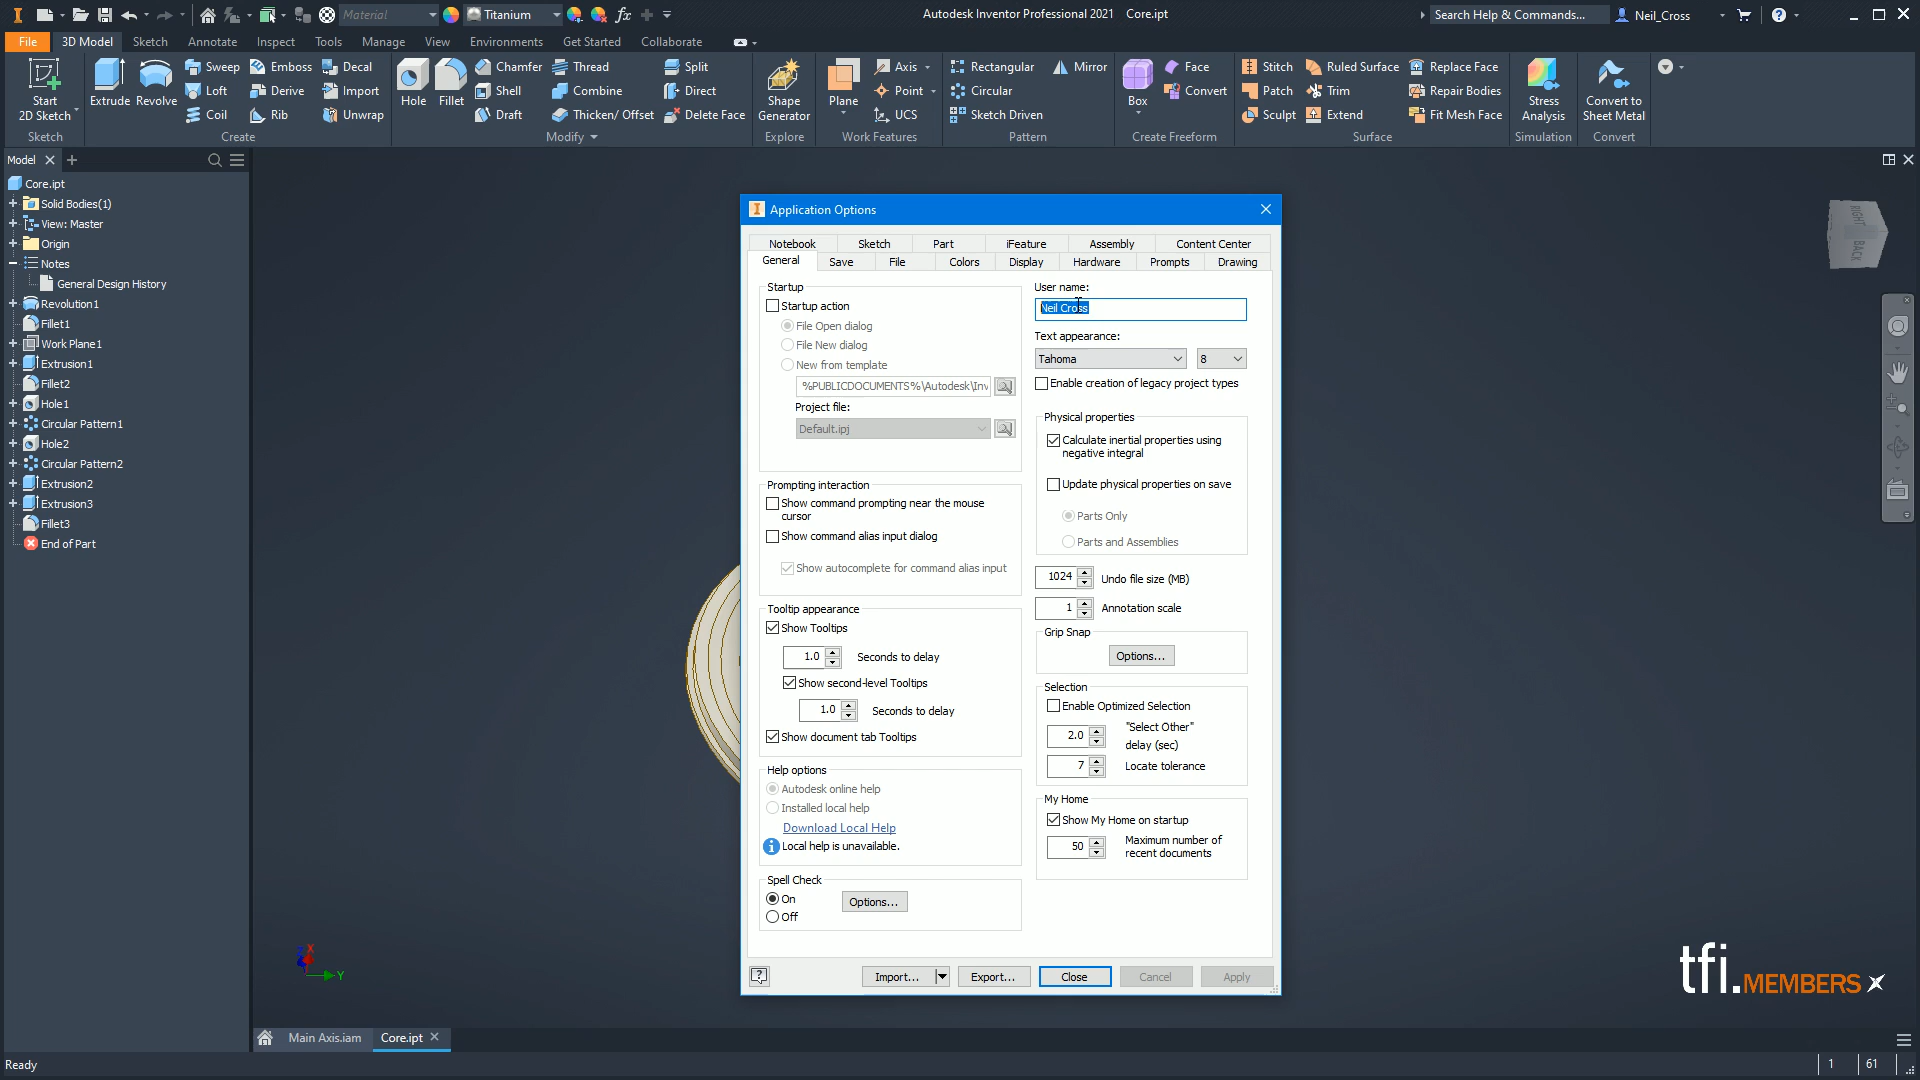 Material
Titanium
Autodesk Inventor Professional 2021 Core.ipt
Search Help & Commands...
Neil_Cross
File
3D Model
Sketch
Annotate
Inspect
Tools
Manage
View
Environments
Get Started
Collaborate
Start
2D Sketch
Extrude
Revolve
Sweep
Loft
Coil
Emboss
Derive
Rib
Decal
Import
Unwrap
Hole
Fillet
Chamfer
Shell
Draft
Thread
Combine
Thicken/ Offset
Split
Direct
Delete Face
Shape
Generator
Plane
Axis
Point
UCS
Rectangular
Circular
Sketch Driven
Mirror
Box
Face
Convert
Stitch
Patch
Sculpt
Ruled Surface
Trim
Extend
Replace Face
Repair Bodies
Fit Mesh Face
Stress
Analysis
Convert to
Sheet Metal
Sketch
Create
Modify
Explore
Work Features
Pattern
Create Freeform
Surface
Simulation
Convert
Model
Core.ipt
Solid Bodies(1)
View: Master
Origin
Notes
General Design History
Revolution1
Fillet1
Work Plane1
Extrusion1
Fillet2
Hole1
Circular Pattern1
Hole2
Circular Pattern2
Extrusion2
Extrusion3
Fillet3
End of Part
RIGHT
BACK
Application Options
Notebook
Sketch
Part
iFeature
Assembly
Content Center
General
Save
File
Colors
Display
Hardware
Prompts
Drawing
Startup
Startup action
File Open dialog
File New dialog
New from template
%PUBLICDOCUMENTS%\Autodesk\Inv
Project file:
Default.ipj
Prompting interaction
Show command prompting near the mouse
cursor
Show command alias input dialog
Show autocomplete for command alias input
Tooltip appearance
Show Tooltips
1.0 Seconds to delay
Show second-level Tooltips
1.0 Seconds to delay
Show document tab Tooltips
Help options
Autodesk online help
Installed local help
Download Local Help
Local help is unavailable.
Spell Check
On
Off
Options...
User name:
Neil Cross
Text appearance:
Tahoma 8
Enable creation of legacy project types
Physical properties
Calculate inertial properties using
negative integral
Update physical properties on save
Parts Only
Parts and Assemblies
1024 Undo file size (MB)
1 Annotation scale
Grip Snap
Options...
Selection
Enable Optimized Selection
2.0 "Select Other"
delay (sec)
7 Locate tolerance
My Home
Show My Home on startup
50 Maximum number of
recent documents
Import...
Export...
Close
Cancel
Apply
X
Y
tfi.MEMBERS
Main Axis.iam
Core.ipt
Ready
1
61